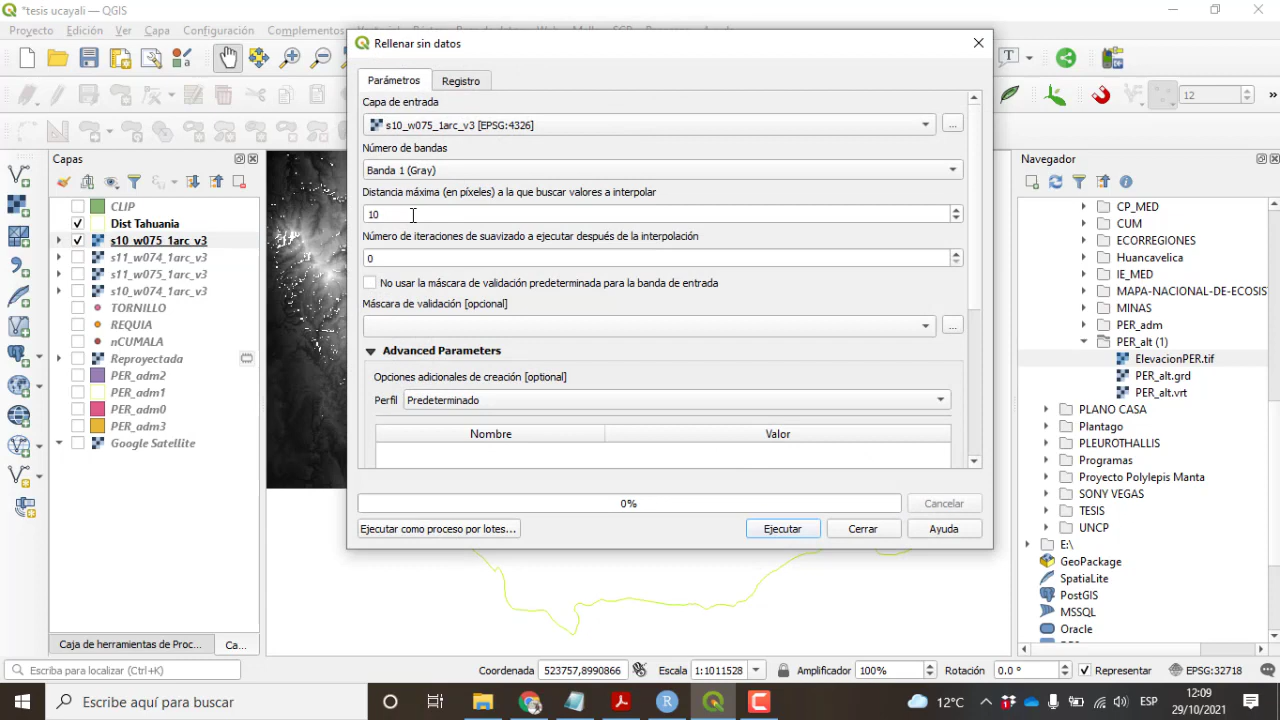 *tesis ucayali — QGIS
Proyecto Edición Ver Capa Configuración Complementos
12
Capas
CLIP
Dist Tahuania
s10_w075_1arc_v3
s11_w074_1arc_v3
s11_w075_1arc_v3
s10_w074_1arc_v3
TORNILLO
REQUIA
nCUMALA
Reproyectada
PER_adm2
PER_adm1
PER_adm0
PER_adm3
Google Satellite
Caja de herramientas de Proc... Ca...
Rellenar sin datos
Parámetros Registro
Capa de entrada
s10_w075_1arc_v3 [EPSG:4326] ...
Número de bandas
Banda 1 (Gray)
Distancia máxima (en píxeles) a la que buscar valores a interpolar
10
Número de iteraciones de suavizado a ejecutar después de la interpolación
0
No usar la máscara de validación predeterminada para la banda de entrada
Máscara de validación [opcional]
...
Advanced Parameters
Opciones adicionales de creación [optional]
Perfil Predeterminado
Nombre Valor
0% Cancelar
Ejecutar como proceso por lotes... Ejecutar Cerrar Ayuda
Navegador
CP_MED
CUM
ECORREGIONES
Huancavelica
IE_MED
MAPA-NACIONAL-DE-ECOSIS
MINAS
PER_adm
PER_alt (1)
ElevacionPER.tif
PER_alt.grd
PER_alt.vrt
PLANO CASA
Plantago
PLEUROTHALLIS
Programas
Proyecto Polylepis Manta
SONY VEGAS
TESIS
UNCP
E:\
GeoPackage
SpatiaLite
PostGIS
MSSQL
Oracle
Escriba para localizar (Ctrl+K) Coordenada 523757,8990866 Escala 1:1011528 Amplificador 100% Rotación 0.0 ° Representar EPSG:32718
Escribe aquí para buscar 12°C ESP 12:09
29/10/2021